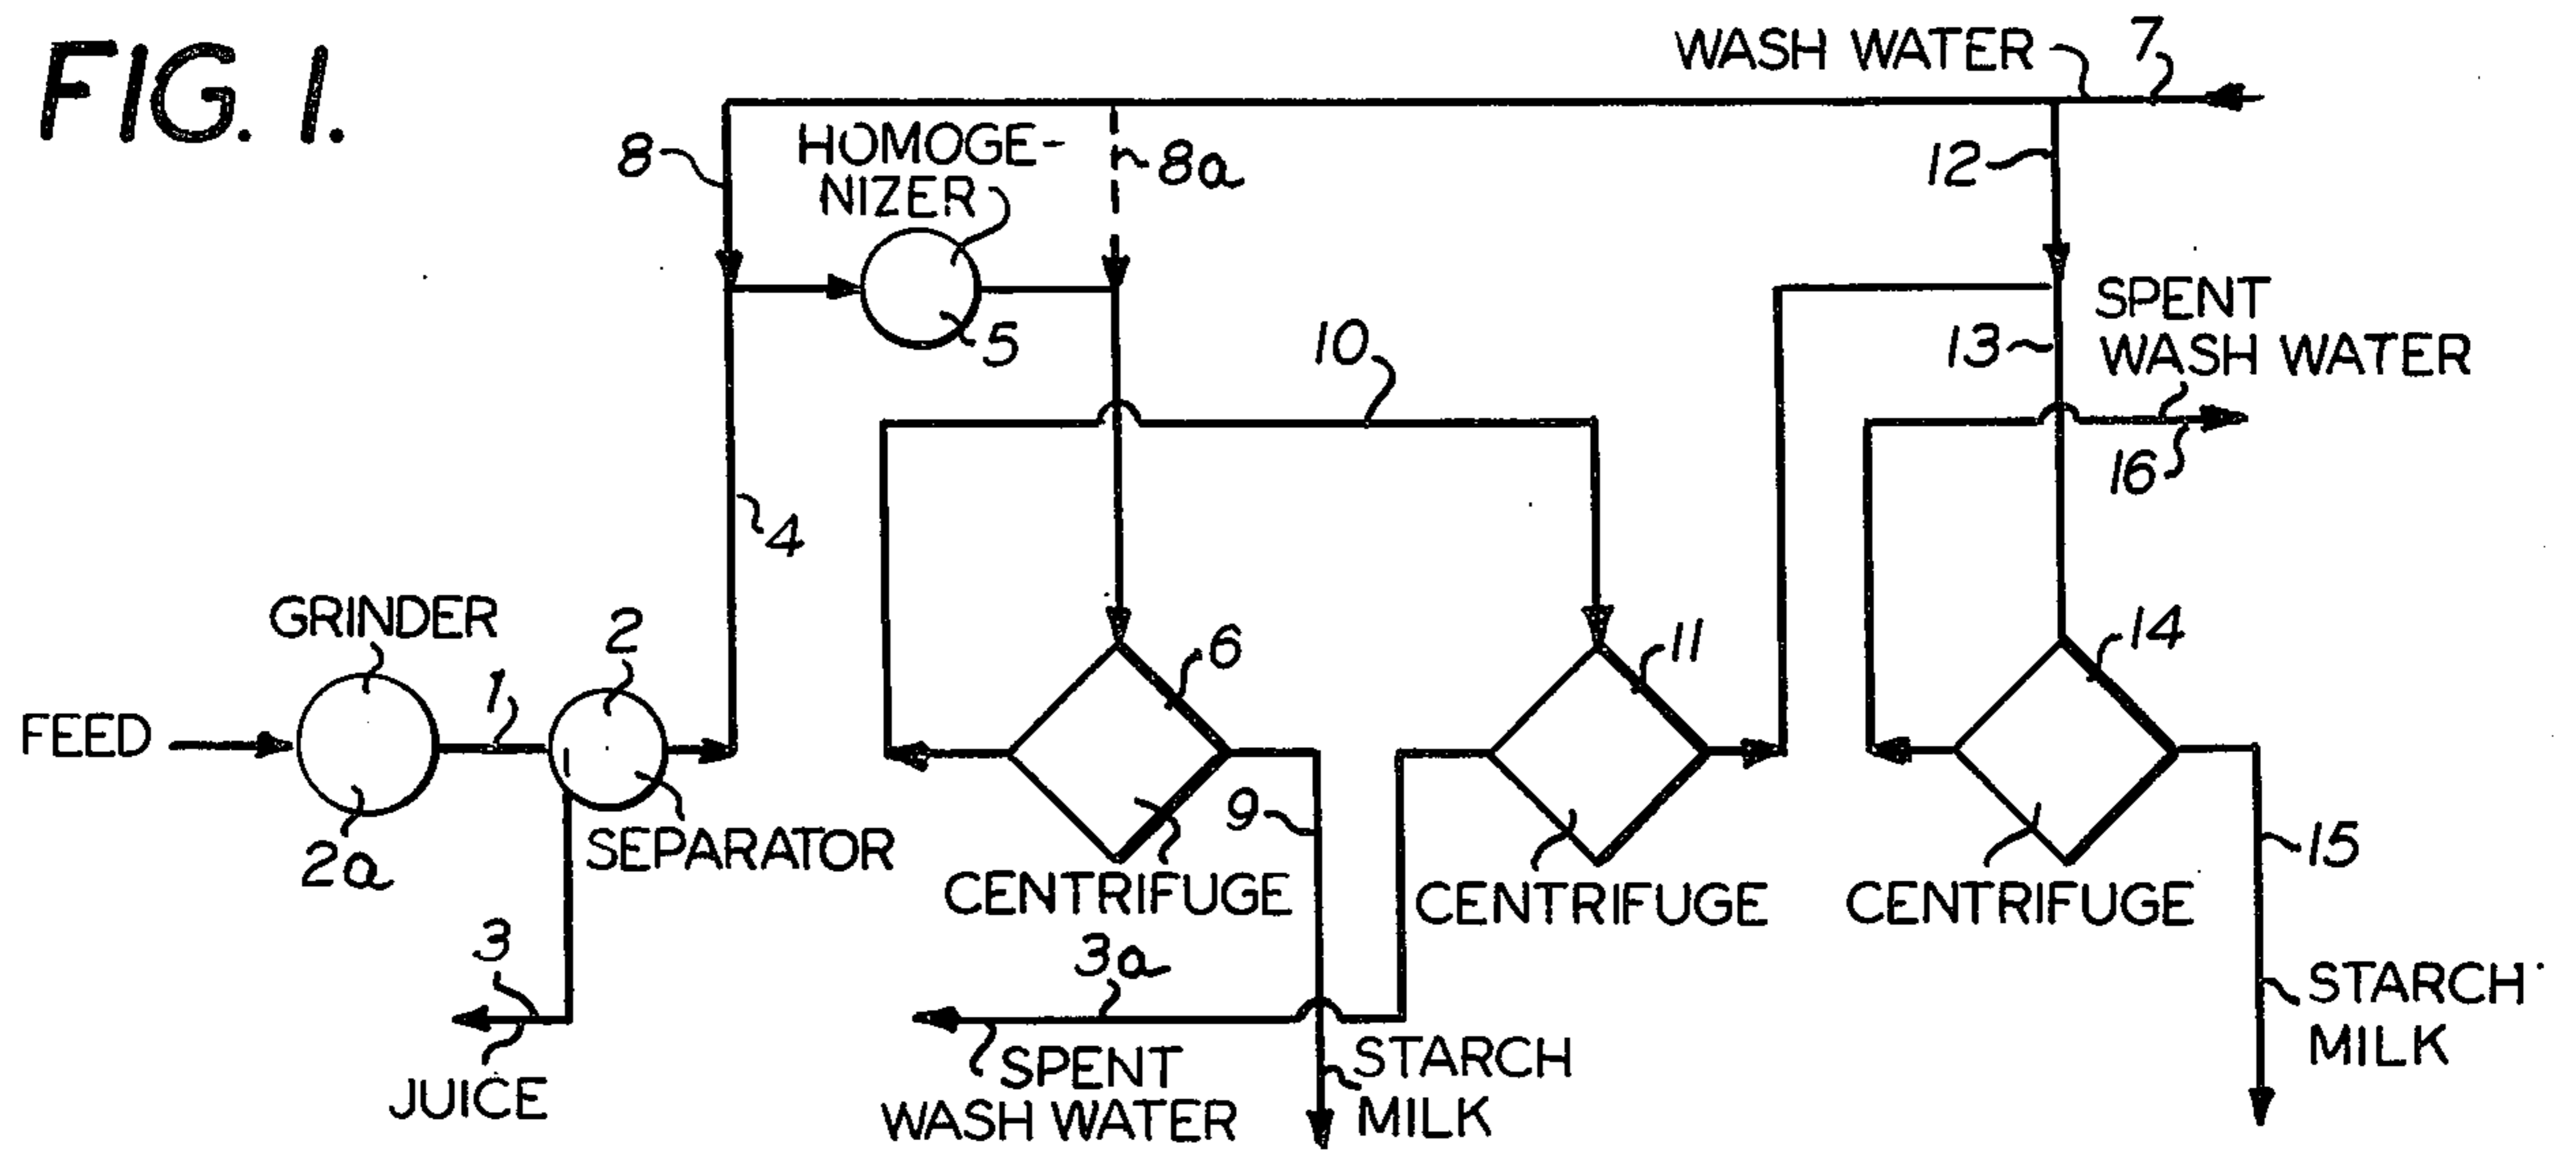 FIG. 1.
WASH WATER
7
8
HOMOGE-
NIZER
8a
12
5
10
13
SPENT
WASH WATER
16
4
GRINDER
1
2
6
11
14
FEED
2a
SEPARATOR
9
15
CENTRIFUGE
CENTRIFUGE
CENTRIFUGE
3
3a
JUICE
SPENT
WASH WATER
STARCH
MILK
STARCH
MILK